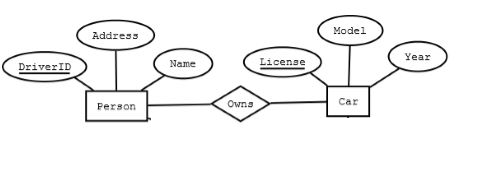 Address
DriverID
Name
Person
Owns
Model
License
Year
Car